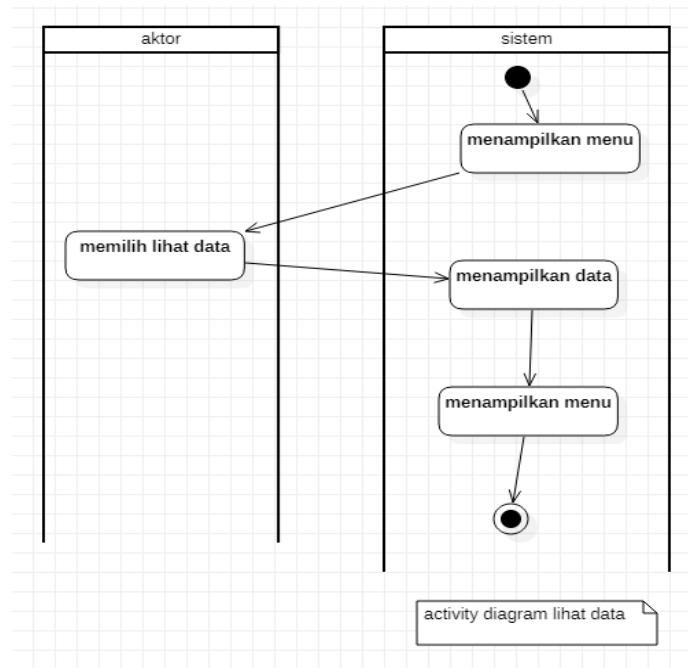 aktor
sistem
menampilkan menu
memilih lihat data
menampilkan data
menampilkan menu
activity diagram lihat data